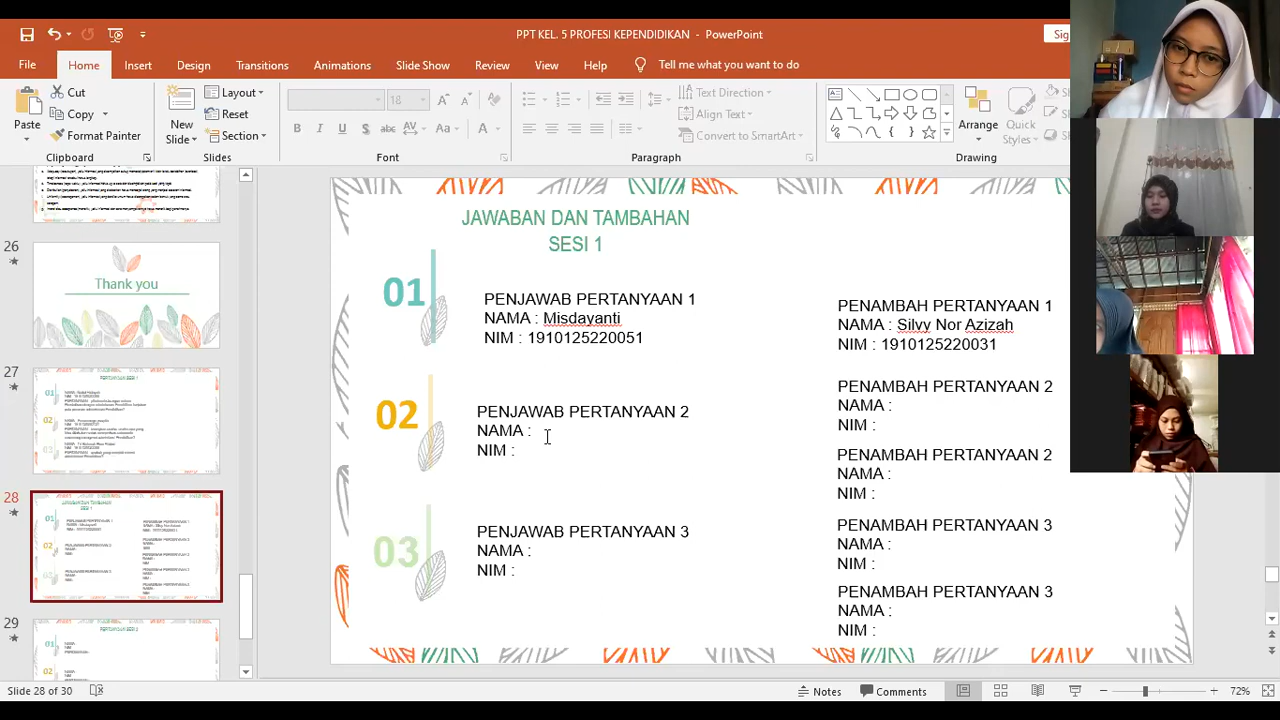 PPT KEL. 5 PROFESI KEPENDIDIKAN - PowerPoint
Sig
File Home Insert Design Transitions Animations Slide Show Review View Help Tell me what you want to do
Paste
Cut
Copy
Format Painter
Clipboard
New
Slide
Layout
Reset
Section
Slides
18
Font
Text Direction
Align Text
Convert to SmartArt
Paragraph
Arrange
Quick
Styles
Drawing
26
Thank you
27
28
29
JAWABAN DAN TAMBAHAN
SESI 1
01
PENJAWAB PERTANYAAN 1
NAMA : Misdayanti
NIM : 1910125220051
02
PENJAWAB PERTANYAAN 2
NAMA :
NIM :
PENJAWAB PERTANYAAN 3
NAMA :
NIM :
PENAMBAH PERTANYAAN 1
NAMA : Silvy Nor Azizah
NIM : 1910125220031
PENAMBAH PERTANYAAN 2
NAMA :
NIM :
PENAMBAH PERTANYAAN 2
NAMA :
NIM :
PENAMBAH PERTANYAAN 3
NAMA :
NIM :
PENAMBAH PERTANYAAN 3
NAMA :
NIM :
Slide 28 of 30
Notes
Comments
72%